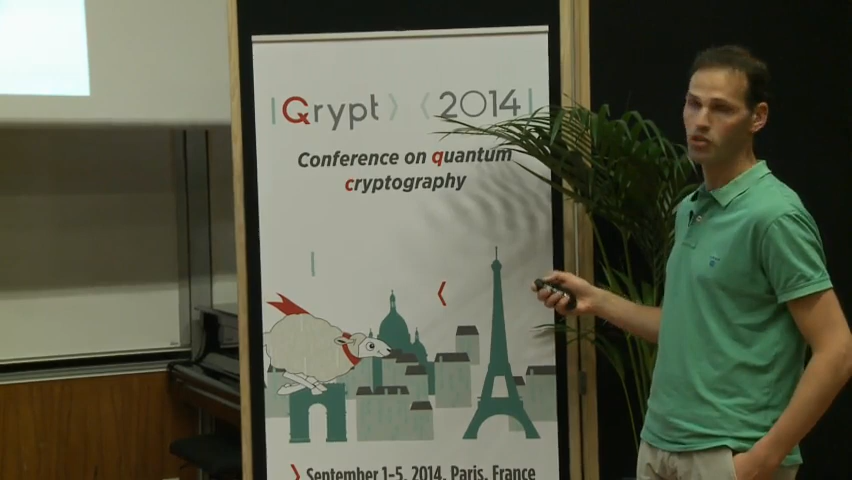 |Qrypt⟩⟨2014|
Conference on quantum
cryptography
September 1-5, 2014, Paris, France